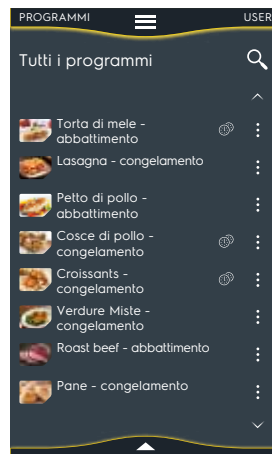 PROGRAMMI USER
Tutti i programmi
Torta di mele -
abbattimento
Lasagna - congelamento
Petto di pollo -
abbattimento
Cosce di pollo -
congelamento
Croissants -
congelamento
Verdure Miste -
congelamento
Roast beef - abbattimento
Pane - congelamento